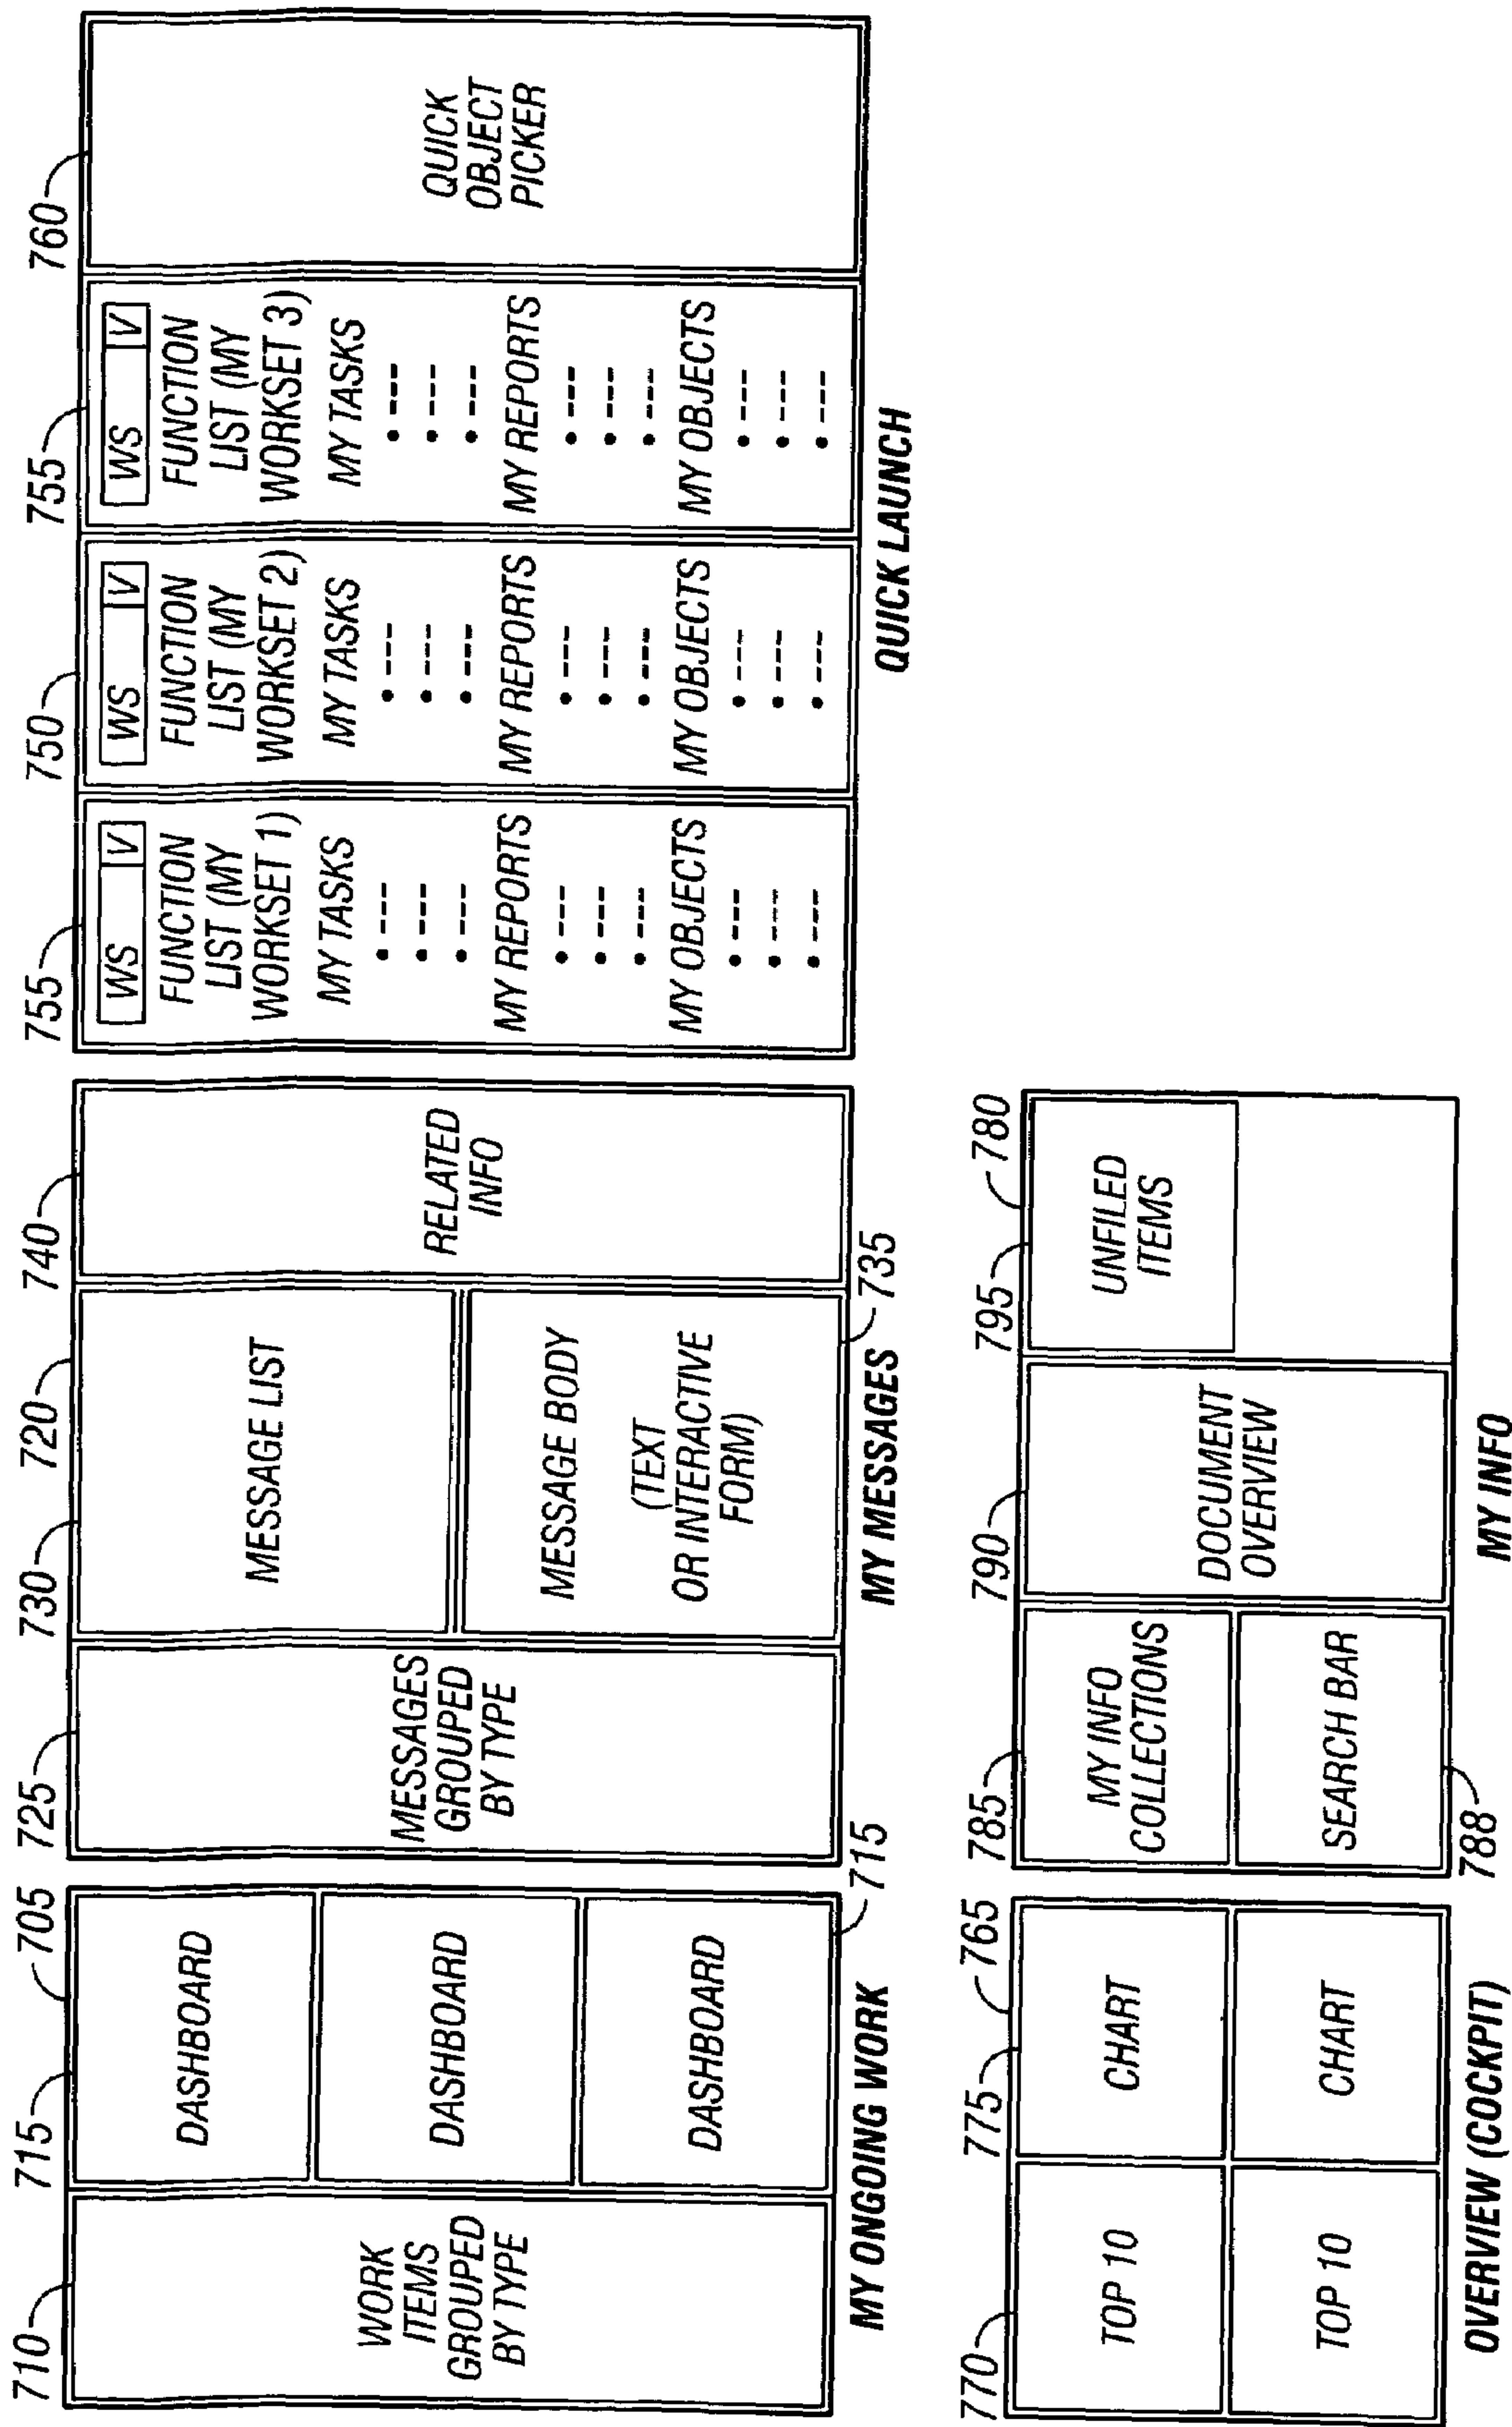 710
715
705
WORK
ITEMS
GROUPED
BY TYPE
DASHBOARD
DASHBOARD
DASHBOARD
715
MY ONGOING WORK
725
730
720
740
MESSAGES
GROUPED
BY TYPE
MESSAGE LIST
MESSAGE BODY
(TEXT
OR INTERACTIVE
FORM)
RELATED
INFO
735
MY MESSAGES
755
750
755
760
WS V
FUNCTION
LIST (MY
WORKSET 1)
MY TASKS
• ---
• ---
• ---
MY REPORTS
• ---
• ---
• ---
MY OBJECTS
• ---
• ---
• ---
WS V
FUNCTION
LIST (MY
WORKSET 2)
MY TASKS
• ---
• ---
• ---
MY REPORTS
• ---
• ---
• ---
MY OBJECTS
• ---
• ---
• ---
WS V
FUNCTION
LIST (MY
WORKSET 3)
MY TASKS
• ---
• ---
• ---
MY REPORTS
• ---
• ---
• ---
MY OBJECTS
• ---
• ---
• ---
QUICK
OBJECT
PICKER
QUICK LAUNCH
770
775
765
TOP 10
CHART
TOP 10
CHART
OVERVIEW (COCKPIT)
785
790
795
780
MY INFO
COLLECTIONS
SEARCH BAR
DOCUMENT
OVERVIEW
UNFILED
ITEMS
788
MY INFO